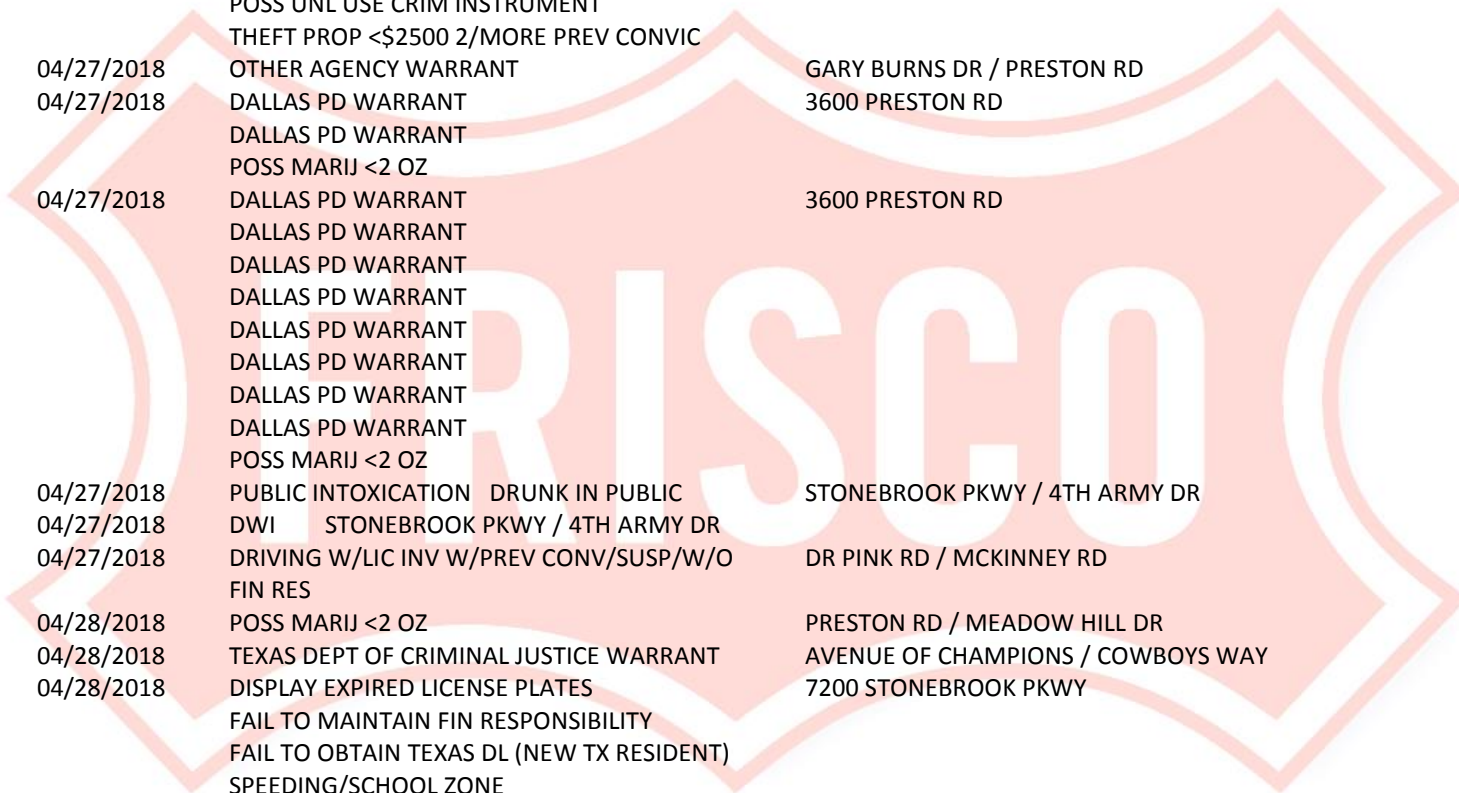 POSS UNL USE CRIM INSTRUMENT
THEFT PROP <$2500 2/MORE PREV CONVIC
04/27/2018 OTHER AGENCY WARRANT GARY BURNS DR / PRESTON RD
04/27/2018 DALLAS PD WARRANT 3600 PRESTON RD
DALLAS PD WARRANT
POSS MARIJ <2 OZ
04/27/2018 DALLAS PD WARRANT 3600 PRESTON RD
DALLAS PD WARRANT
DALLAS PD WARRANT
DALLAS PD WARRANT
DALLAS PD WARRANT
DALLAS PD WARRANT
DALLAS PD WARRANT
DALLAS PD WARRANT
POSS MARIJ <2 OZ
04/27/2018 PUBLIC INTOXICATION DRUNK IN PUBLIC STONEBROOK PKWY / 4TH ARMY DR
04/27/2018 DWI STONEBROOK PKWY / 4TH ARMY DR
04/27/2018 DRIVING W/LIC INV W/PREV CONV/SUSP/W/O DR PINK RD / MCKINNEY RD
FIN RES
04/28/2018 POSS MARIJ <2 OZ PRESTON RD / MEADOW HILL DR
04/28/2018 TEXAS DEPT OF CRIMINAL JUSTICE WARRANT AVENUE OF CHAMPIONS / COWBOYS WAY
04/28/2018 DISPLAY EXPIRED LICENSE PLATES 7200 STONEBROOK PKWY
FAIL TO MAINTAIN FIN RESPONSIBILITY
FAIL TO OBTAIN TEXAS DL (NEW TX RESIDENT)
SPEEDING/SCHOOL ZONE
FRISCO